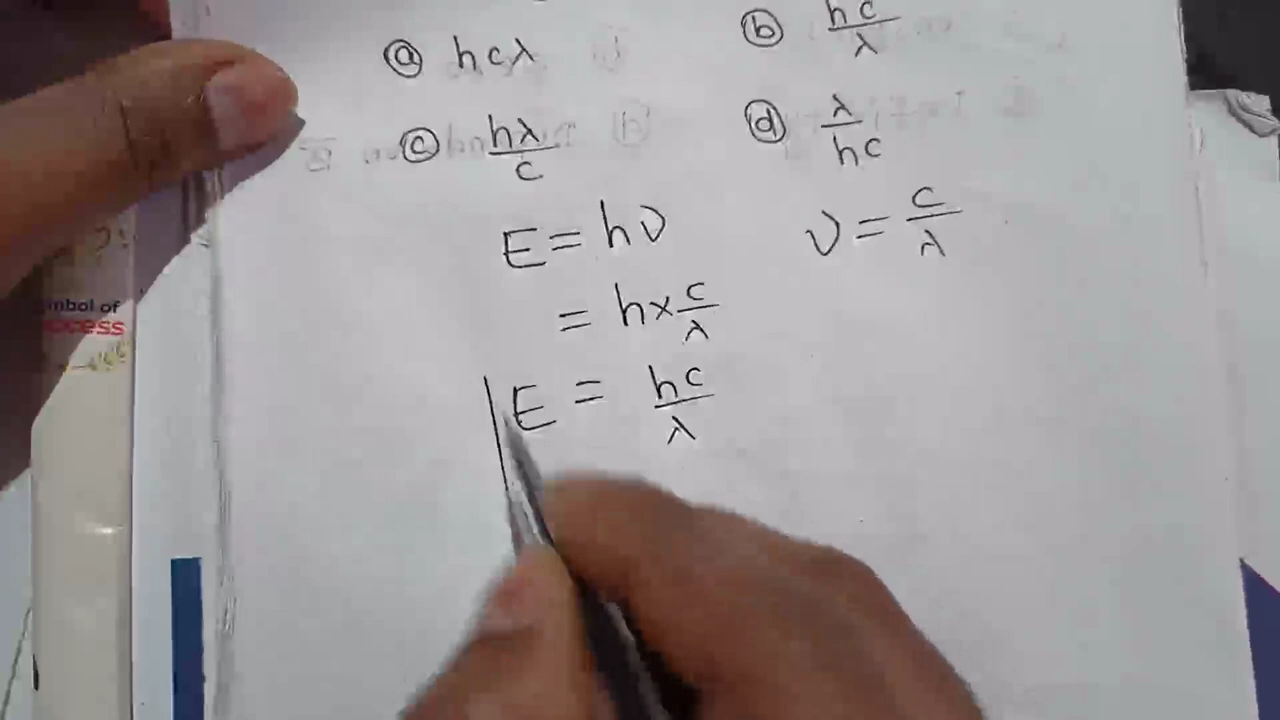 ⓐ hcλ ⓑ hc/λ
ⓒ hλ/c ⓓ λ/hc
E = hν ν = c/λ
= h × c/λ
E = hc/λ
mbol of
ccess